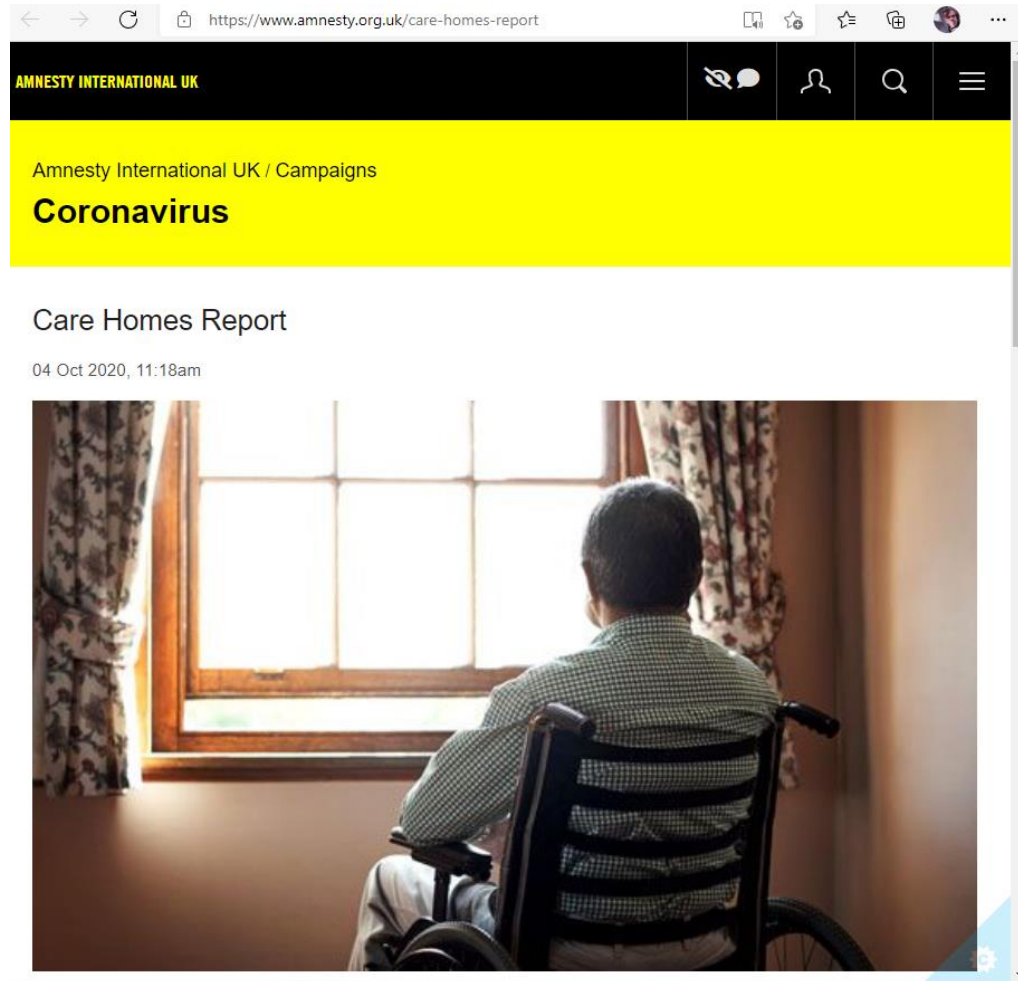 https://www.amnesty.org.uk/care-homes-report
AMNESTY INTERNATIONAL UK
Amnesty International UK / Campaigns
Coronavirus
Care Homes Report
04 Oct 2020, 11:18am